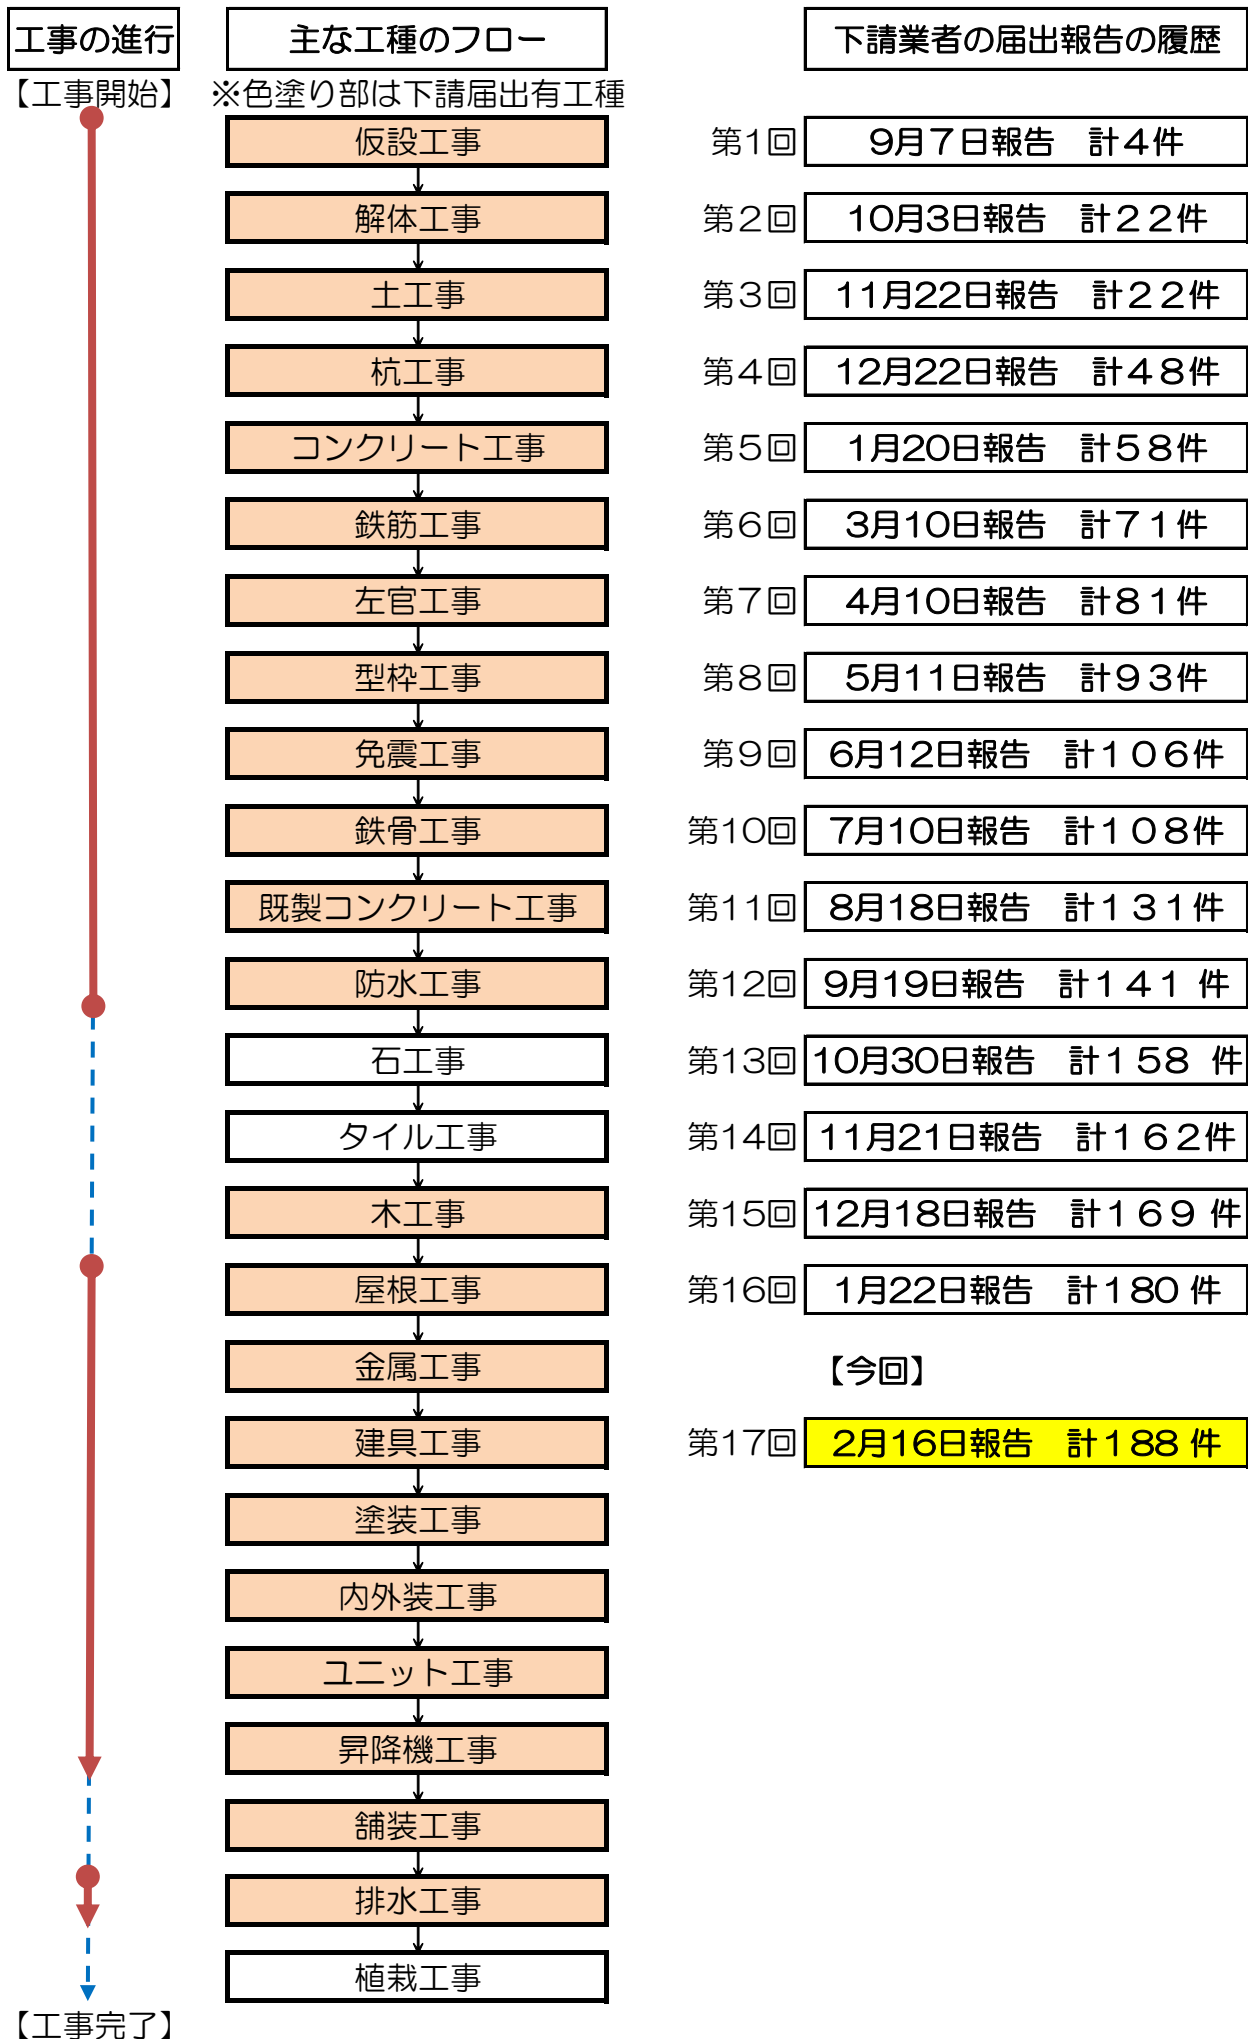 工事の進行
主な工種のフロー
下請業者の届出報告の履歴
【工事開始】
※色塗り部は下請届出有工種
仮設工事
第1回
9月7日報告　計4件
解体工事
第２回
10月3日報告　計２２件
土工事
第３回
11月22日報告　計２２件
杭工事
第４回
12月22日報告　計４８件
コンクリート工事
第５回
1月20日報告　計５８件
鉄筋工事
第６回
3月10日報告　計７１件
左官工事
第７回
4月10日報告　計８１件
型枠工事
第８回
5月11日報告　計９３件
免震工事
第９回
6月12日報告　計１０６件
鉄骨工事
第10回
7月10日報告　計１０８件
既製コンクリート工事
第11回
8月18日報告　計１３１件
防水工事
第12回
9月19日報告　計１４１ 件
石工事
第13回
10月30日報告　計１58 件
タイル工事
第14回
11月21日報告　計１６２件
木工事
第15回
12月18日報告　計１６９ 件
屋根工事
第16回
1月22日報告　計180 件
金属工事
【今回】
建具工事
第17回
2月16日報告　計188 件
塗装工事
内外装工事
ユニット工事
昇降機工事
舗装工事
排水工事
植栽工事
【工事完了】